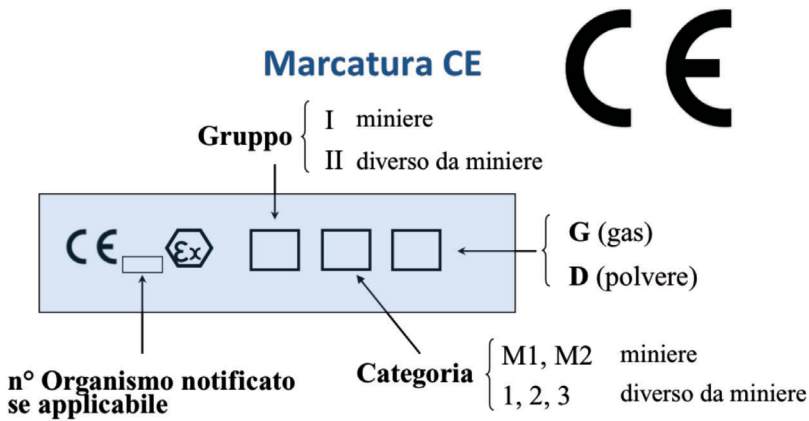 Marcatura CE
CE
Gruppo
I miniere
II diverso da miniere
CE Ex
G (gas)
D (polvere)
n° Organismo notificato
se applicabile
Categoria
M1, M2 miniere
1, 2, 3 diverso da miniere